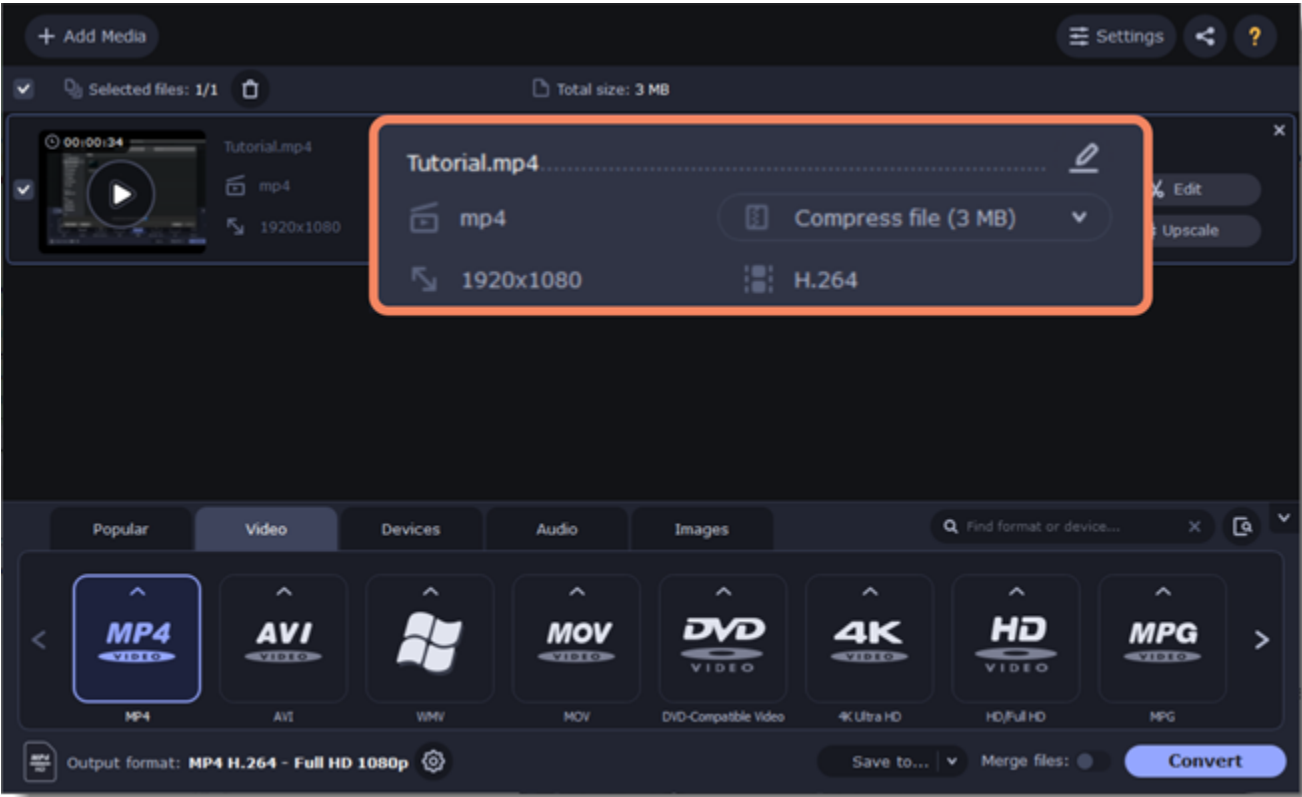 + Add Media
Settings
?
Selected files: 1/1
Total size: 3 MB
00:00:34
Tutorial.mp4
mp4
1920x1080
Tutorial.mp4
mp4
Compress file (3 MB)
1920x1080
H.264
Edit
Upscale
Popular
Video
Devices
Audio
Images
Find format or device...
MP4
VIDEO
MP4
AVI
VIDEO
AVI
WMV
MOV
VIDEO
MOV
DVD
VIDEO
DVD-Compatible Video
4K
VIDEO
4K Ultra HD
HD
VIDEO
HD/Full HD
MPG
VIDEO
MPG
Output format: MP4 H.264 - Full HD 1080p
Save to...
Merge files:
Convert